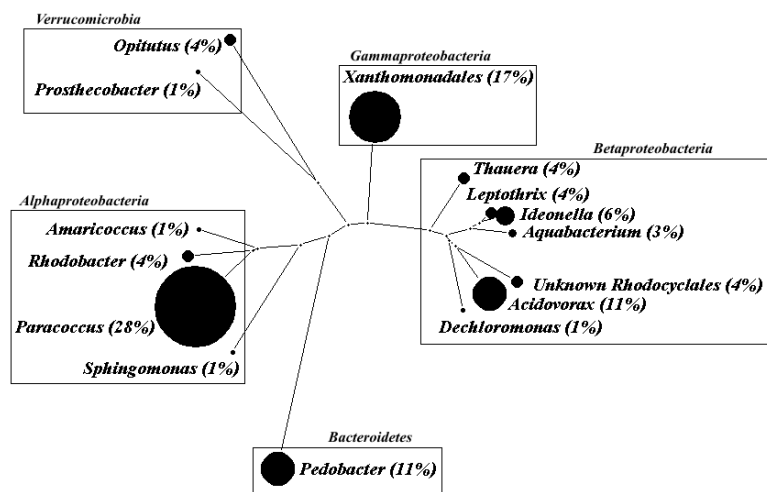 Verrucomicrobia
Opitutus (4%)
Prosthecobacter (1%)
Gammaproteobacteria
Xanthomonadales (17%)
Betaproteobacteria
Thauera (4%)
Leptothrix (4%)
Ideonella (6%)
Aquabacterium (3%)
Unknown Rhodocyclales (4%)
Acidovorax (11%)
Dechloromonas (1%)
Alphaproteobacteria
Amaricoccus (1%)
Rhodobacter (4%)
Paracoccus (28%)
Sphingomonas (1%)
Bacteroidetes
Pedobacter (11%)